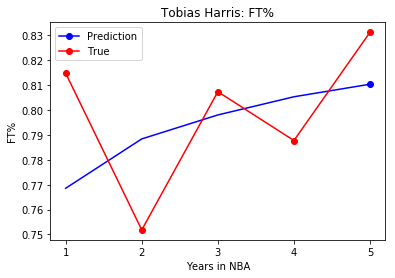 Tobias Harris: FT%
Prediction
True
0.83
0.82
0.81
0.80
0.79
0.78
0.77
0.76
0.75
FT%
1 2 3 4 5
Years in NBA